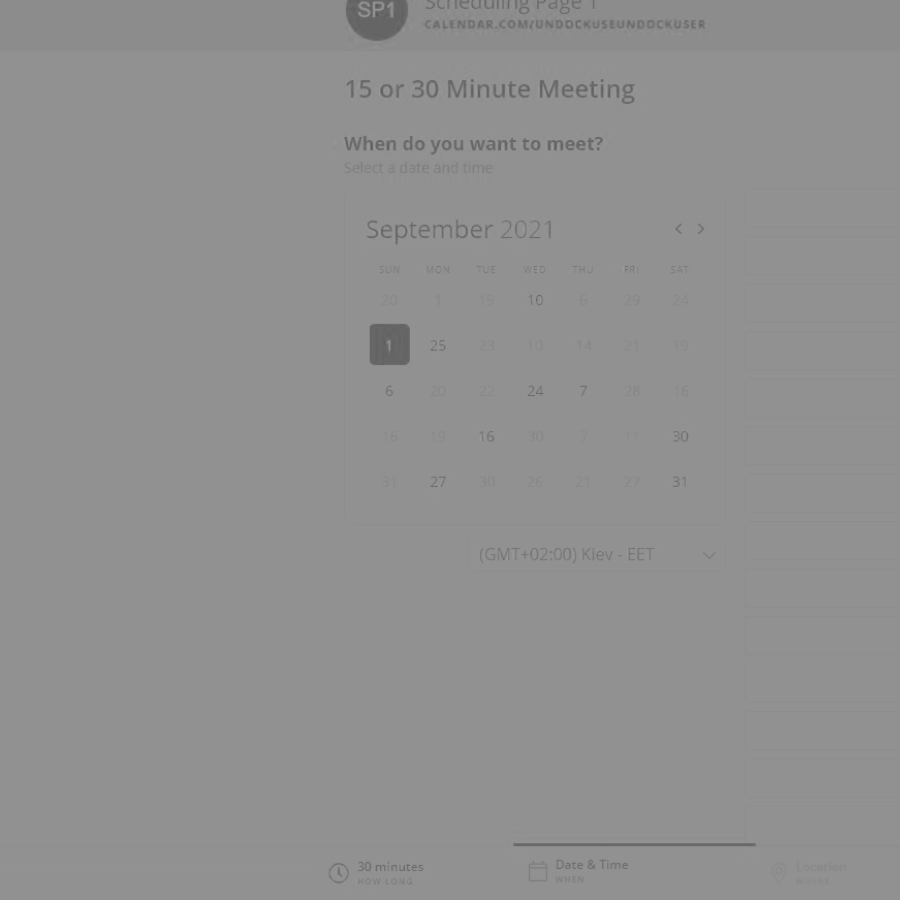 SP1
Scheduling Page 1
CALENDAR.COM/UNDOCKUSEUNDOCKUSER
15 or 30 Minute Meeting
When do you want to meet?
Select a date and time
September 2021
SUN MON TUE WED THU FRI SAT
20 1 19 10 6 29 24
1 25 23 10 14 21 19
6 20 22 24 7 28 16
16 19 16 30 7 11 30
31 27 30 26 21 27 31
(GMT+02:00) Kiev - EET
30 minutes
HOW LONG
Date & Time
WHEN
Location
WHERE